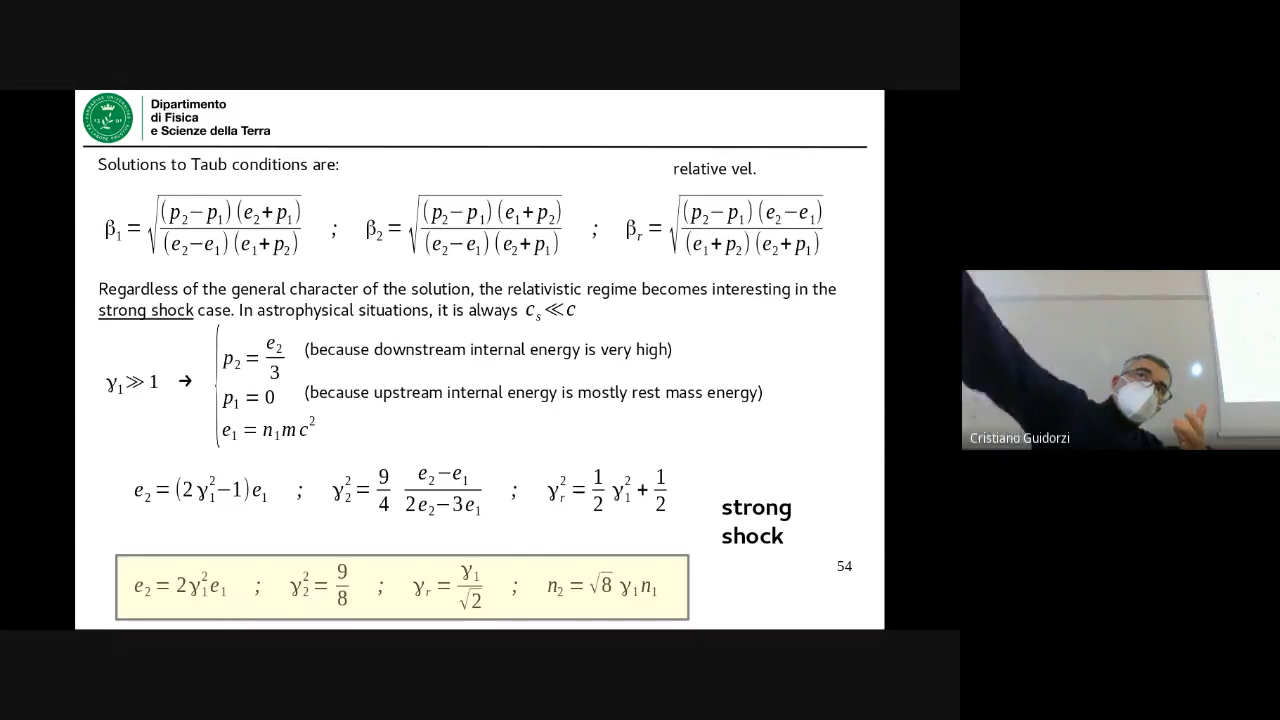 Dipartimento
di Fisica
e Scienze della Terra
Solutions to Taub conditions are:
relative vel.
β₁ = √((p₂−p₁)(e₂+p₁) / (e₂−e₁)(e₁+p₂)) ; β₂ = √((p₂−p₁)(e₁+p₂) / (e₂−e₁)(e₂+p₁)) ; βᵣ = √((p₂−p₁)(e₂−e₁) / (e₁+p₂)(e₂+p₁))
Regardless of the general character of the solution, the relativistic regime becomes interesting in the
strong shock case. In astrophysical situations, it is always cₛ≪c
γ₁≫1 →
p₂ = e₂/3 (because downstream internal energy is very high)
p₁ = 0 (because upstream internal energy is mostly rest mass energy)
e₁ = n₁mc²
e₂ = (2γ₁²−1)e₁ ; γ₂² = 9/4 (e₂−e₁)/(2e₂−3e₁) ; γᵣ² = 1/2 γ₁² + 1/2
strong
shock
54
e₂ = 2γ₁²e₁ ; γ₂² = 9/8 ; γᵣ = γ₁/√2 ; n₂ = √8 γ₁n₁
Cristiano Guidorzi